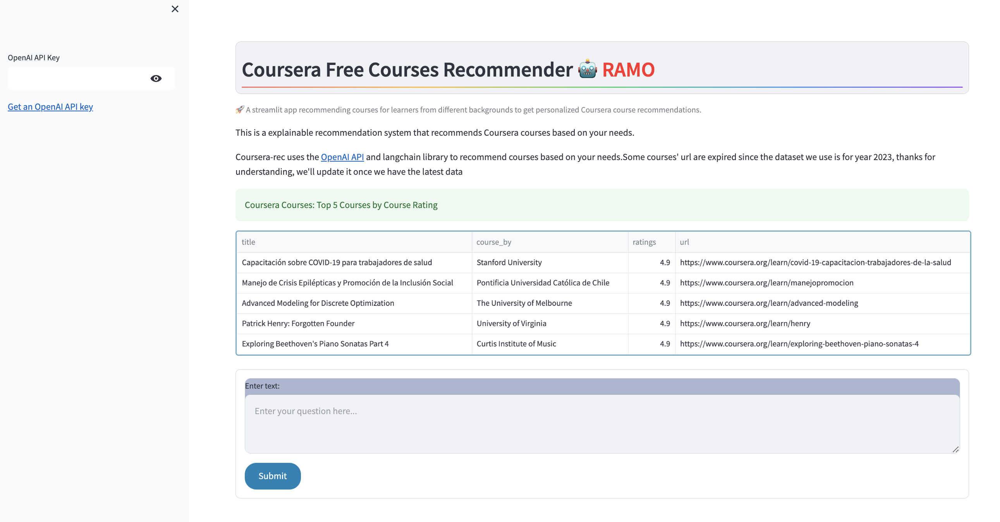 OpenAI API Key
Get an OpenAI API key
Coursera Free Courses Recommender 🤖 RAMO
🚀 A streamlit app recommending courses for learners from different backgrounds to get personalized Coursera course recommendations.
This is a explainable recommendation system that recommends Coursera courses based on your needs.
Coursera-rec uses the OpenAI API and langchain library to recommend courses based on your needs.Some courses' url are expired since the dataset we use is for year 2023, thanks for
understanding, we'll update it once we have the latest data
Coursera Courses: Top 5 Courses by Course Rating
title course_by ratings url
Capacitación sobre COVID-19 para trabajadores de salud Stanford University 4.9 https://www.coursera.org/learn/covid-19-capacitacion-trabajadores-de-la-salud
Manejo de Crisis Epilépticas y Promoción de la Inclusión Social Pontificia Universidad Católica de Chile 4.9 https://www.coursera.org/learn/manejopromocion
Advanced Modeling for Discrete Optimization The University of Melbourne 4.9 https://www.coursera.org/learn/advanced-modeling
Patrick Henry: Forgotten Founder University of Virginia 4.9 https://www.coursera.org/learn/henry
Exploring Beethoven's Piano Sonatas Part 4 Curtis Institute of Music 4.9 https://www.coursera.org/learn/exploring-beethoven-piano-sonatas-4
Enter text:
Enter your question here...
Submit